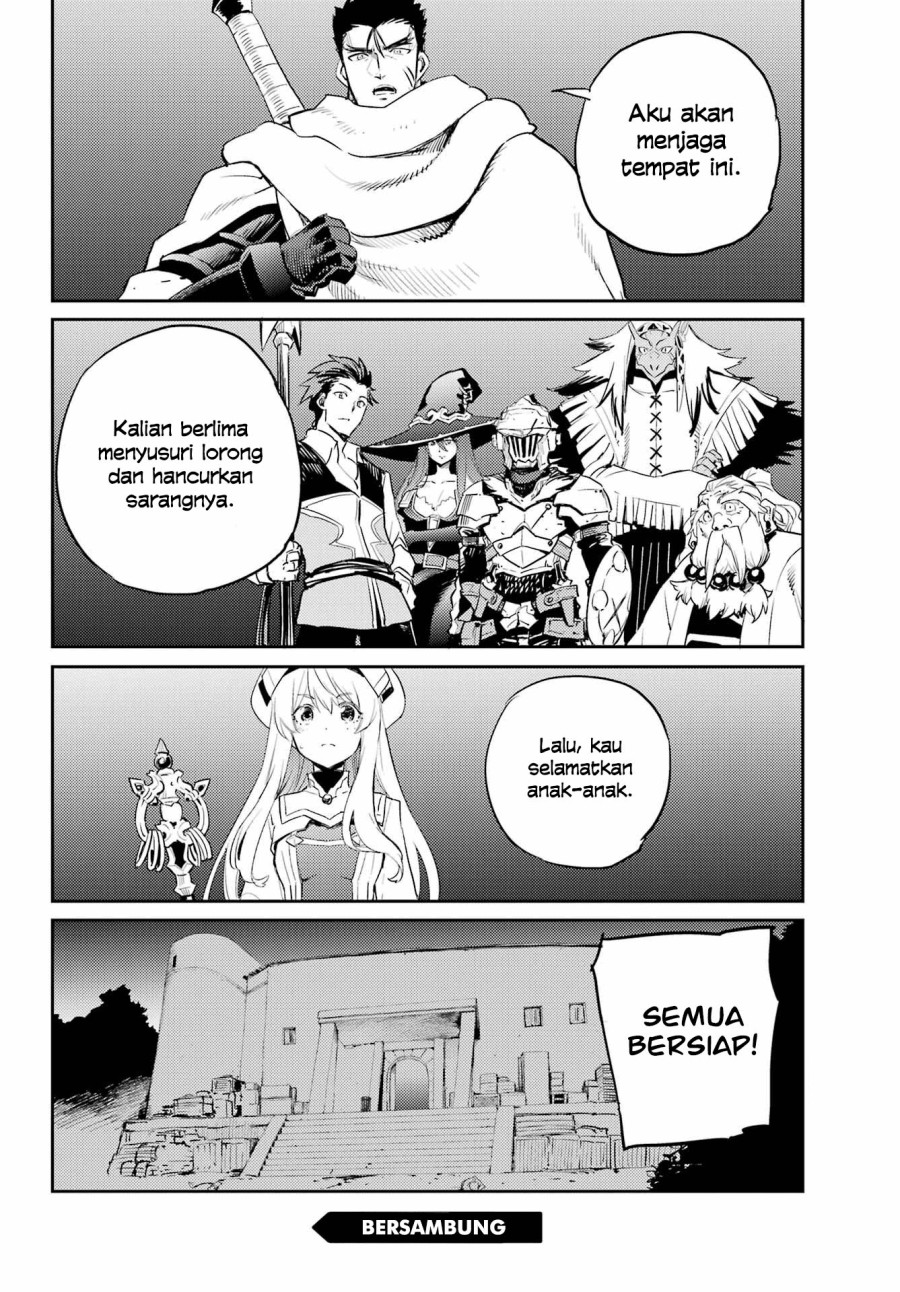 Aku akan
menjaga
tempat ini.
Kalian berlima
menyusuri lorong
dan hancurkan
sarangnya.
Lalu, kau
selamatkan
anak-anak.
SEMUA
BERSIAP!
BERSAMBUNG